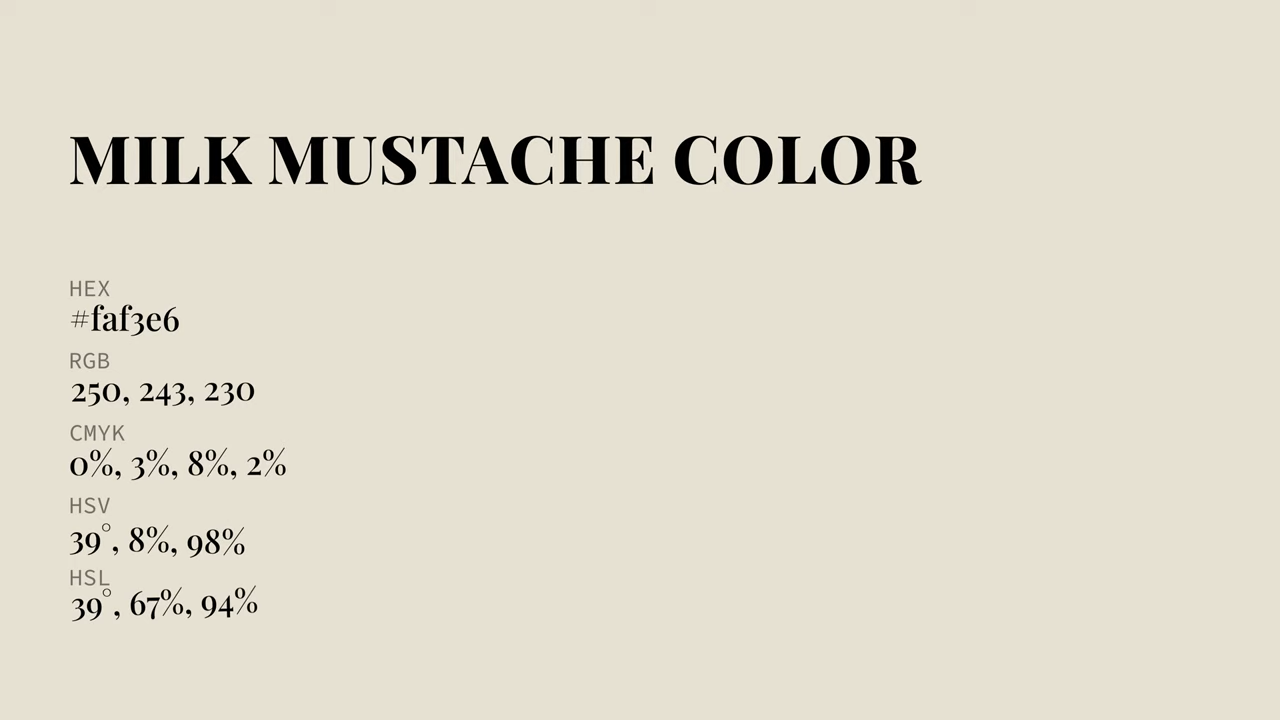 MILK MUSTACHE COLOR
HEX
#faf3e6
RGB
250, 243, 230
CMYK
0%, 3%, 8%, 2%
HSV
39°, 8%, 98%
HSL
39°, 67%, 94%